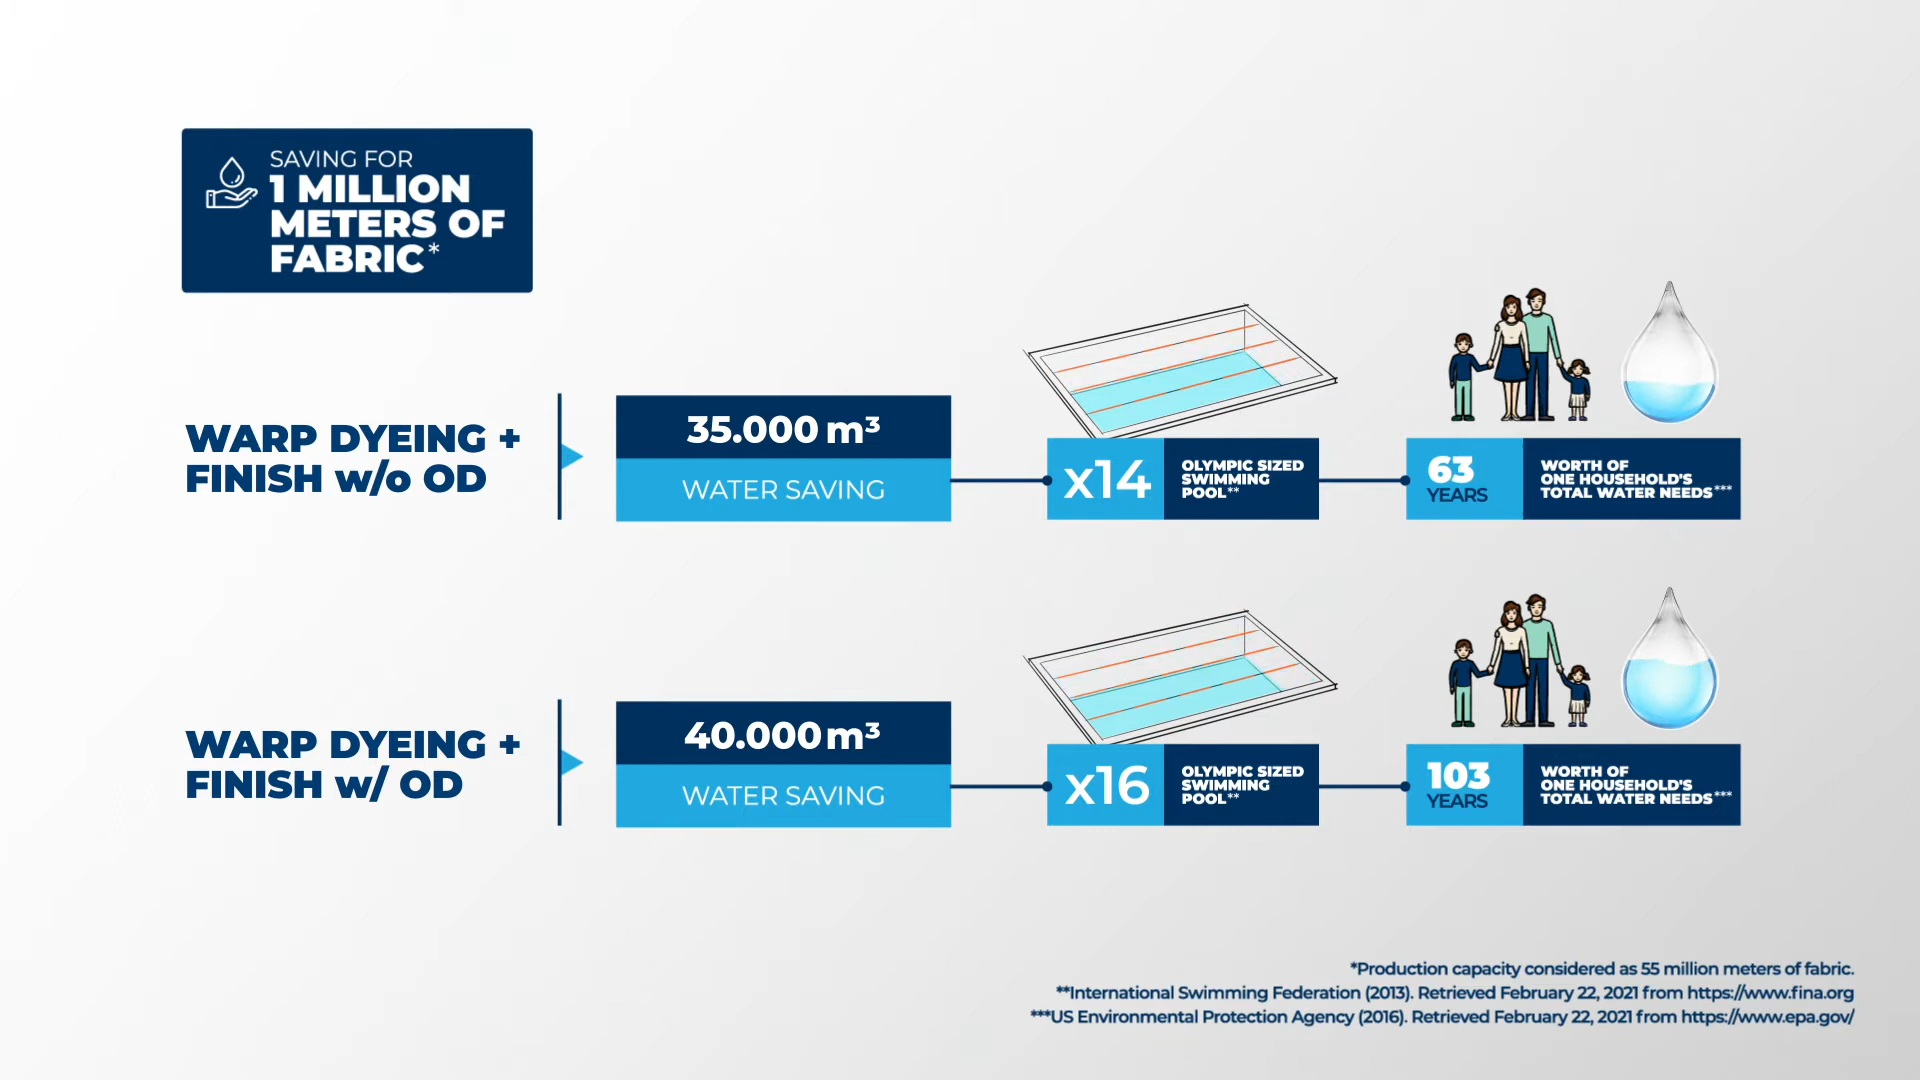 SAVING FOR
1 MILLION
METERS OF
FABRIC*
WARP DYEING +
FINISH w/o OD
35.000 m³
WATER SAVING
x14
OLYMPIC SIZED
SWIMMING
POOL**
63
YEARS
WORTH OF
ONE HOUSEHOLD'S
TOTAL WATER NEEDS***
WARP DYEING +
FINISH w/ OD
40.000 m³
WATER SAVING
x16
OLYMPIC SIZED
SWIMMING
POOL**
103
YEARS
WORTH OF
ONE HOUSEHOLD'S
TOTAL WATER NEEDS***
*Production capacity considered as 55 million meters of fabric.
**International Swimming Federation (2013). Retrieved February 22, 2021 from https://www.fina.org
***US Environmental Protection Agency (2016). Retrieved February 22, 2021 from https://www.epa.gov/